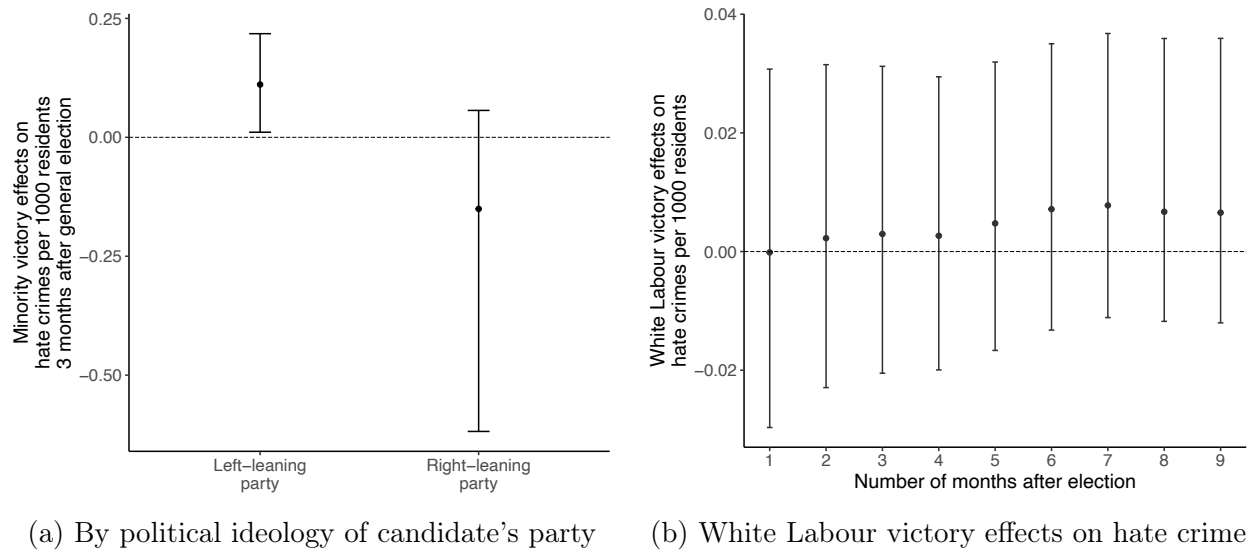 Minority victory effects on
hate crimes per 1000 residents
3 months after general election
0.25
0.00
−0.25
−0.50
Left−leaning
party
Right−leaning
party
(a) By political ideology of candidate's party
White Labour victory effects on
hate crimes per 1000 residents
0.04
0.02
0.00
−0.02
1 2 3 4 5 6 7 8 9
Number of months after election
(b) White Labour victory effects on hate crime